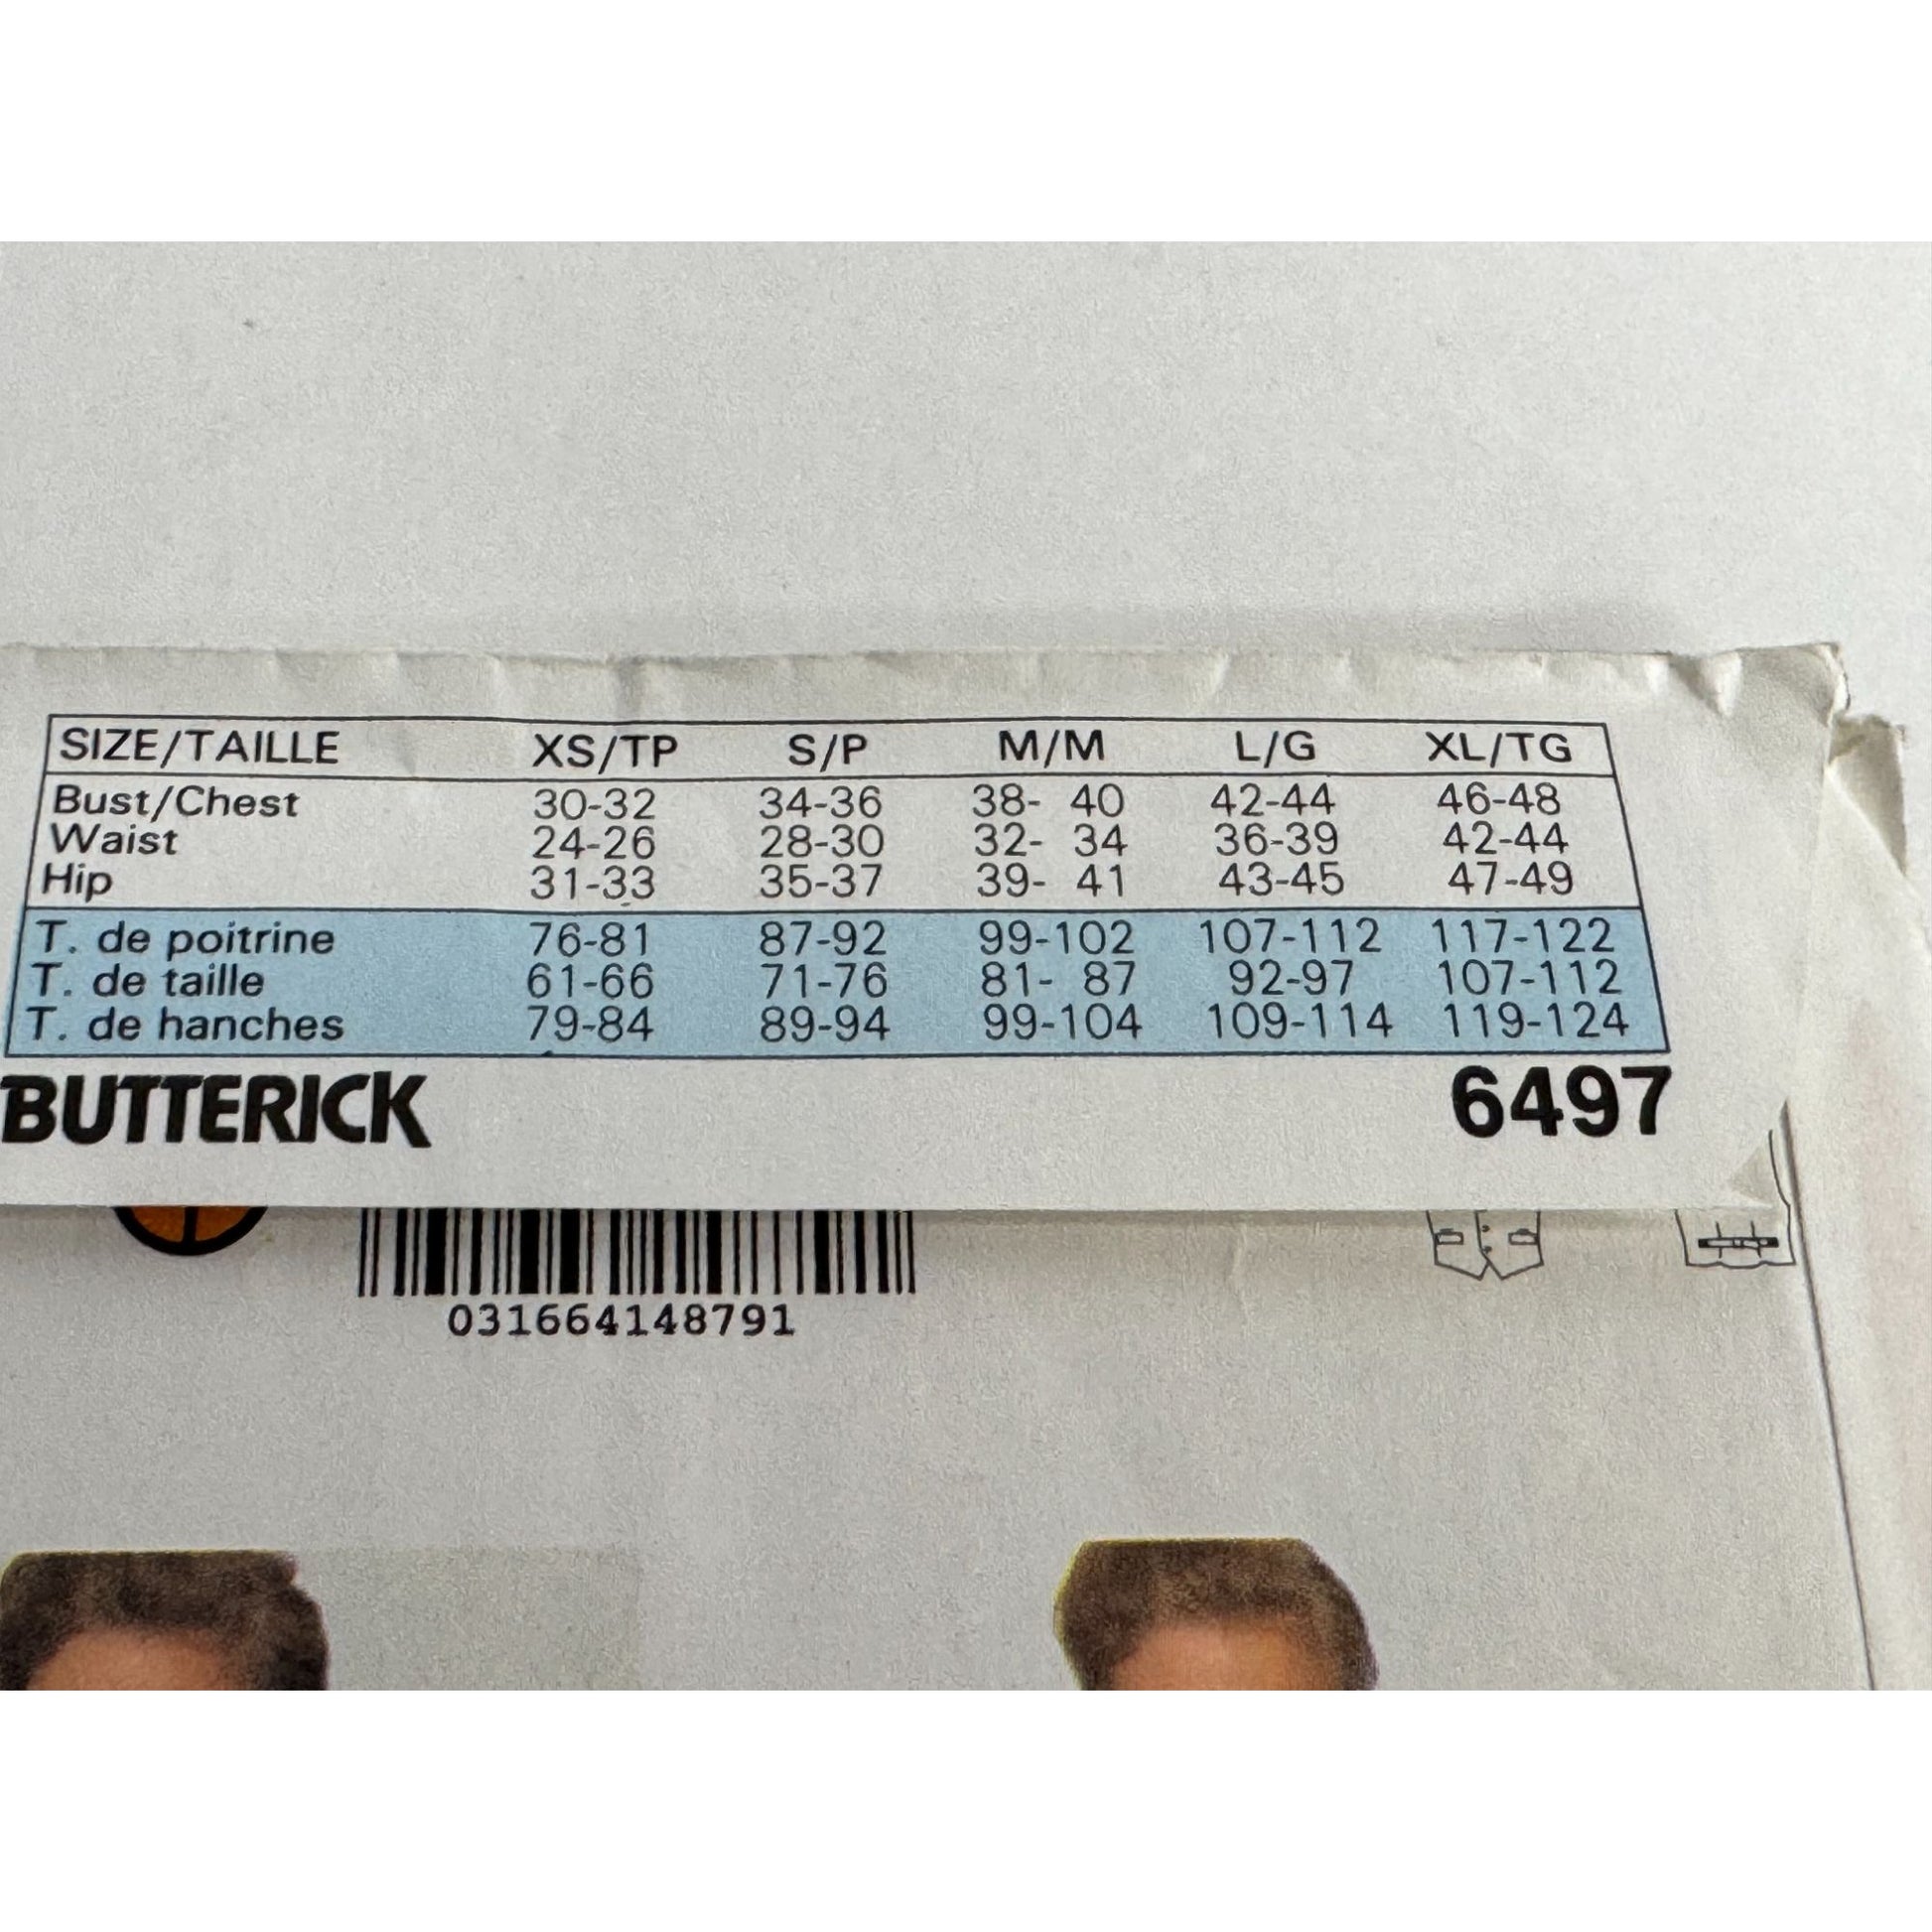 SIZE/TAILLE XS/TP S/P M/M L/G XL/TG
Bust/Chest 30-32 34-36 38- 40 42-44 46-48
Waist 24-26 28-30 32- 34 36-39 42-44
Hip 31-33 35-37 39- 41 43-45 47-49
T. de poitrine 76-81 87-92 99-102 107-112 117-122
T. de taille 61-66 71-76 81- 87 92-97 107-112
T. de hanches 79-84 89-94 99-104 109-114 119-124
BUTTERICK 6497
031664148791